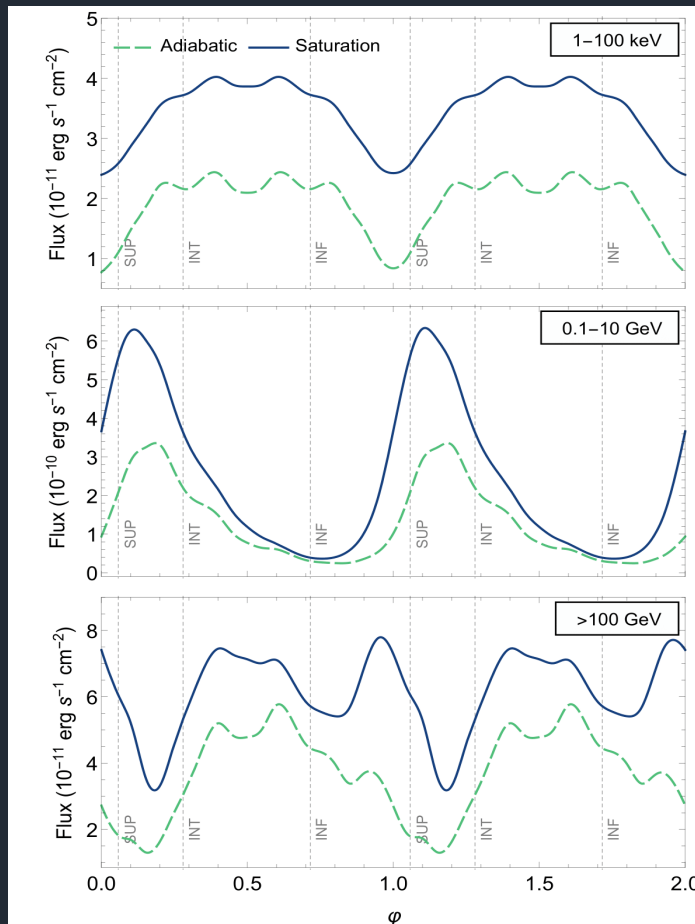 Adiabatic Saturation
1–100 keV
Flux (10⁻¹¹ erg s⁻¹ cm⁻²)
5
4
3
2
1
SUP INT INF SUP INT INF
0.1–10 GeV
Flux (10⁻¹⁰ erg s⁻¹ cm⁻²)
6
5
4
3
2
1
0
SUP INT INF SUP INT INF
>100 GeV
Flux (10⁻¹¹ erg s⁻¹ cm⁻²)
8
6
4
2
SUP INT INF SUP INT INF
0.0 0.5 1.0 1.5 2.0
φ